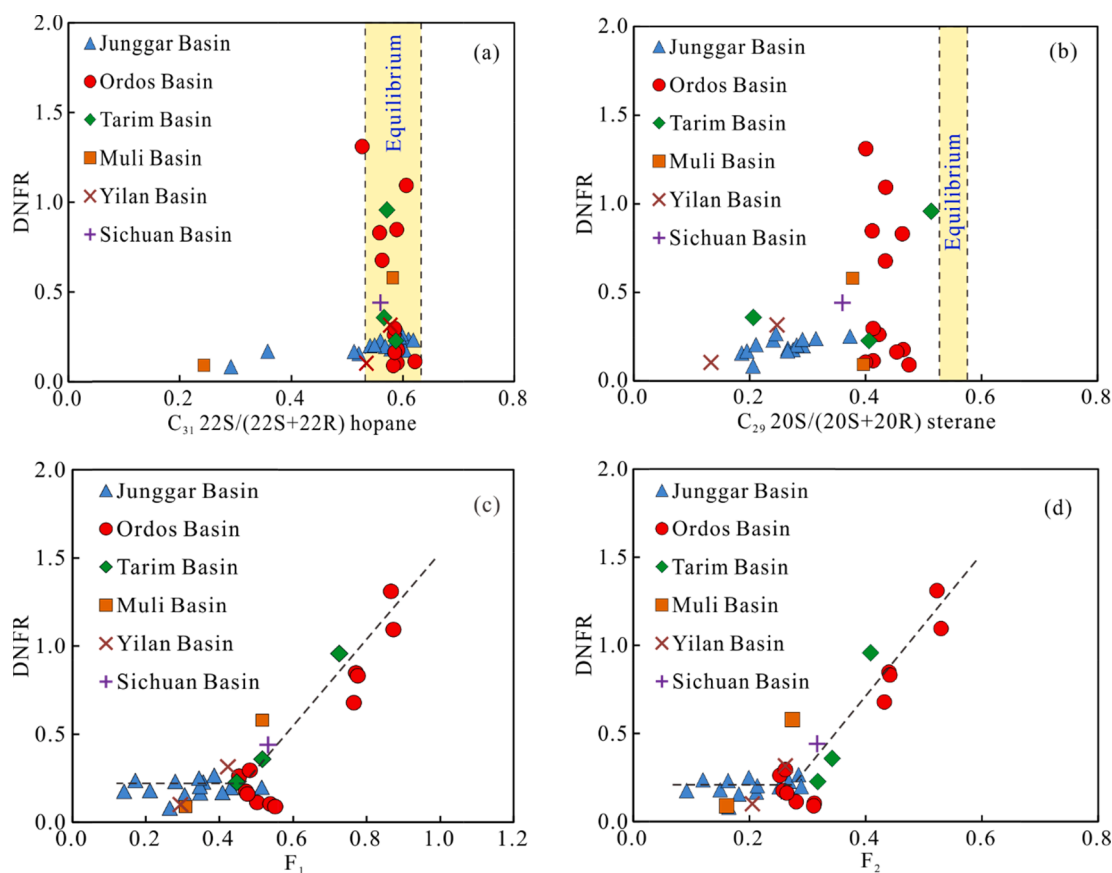 2.0
1.5
1.0
0.5
0.0
DNFR
Junggar Basin
Ordos Basin
Tarim Basin
Muli Basin
Yilan Basin
Sichuan Basin
Equilibrium
(a)
0.0 0.2 0.4 0.6 0.8
C₃₁ 22S/(22S+22R) hopane
2.0
1.5
1.0
0.5
0.0
DNFR
Junggar Basin
Ordos Basin
Tarim Basin
Muli Basin
Yilan Basin
Sichuan Basin
Equilibrium
(b)
0.0 0.2 0.4 0.6 0.8
C₂₉ 20S/(20S+20R) sterane
2.0
1.5
1.0
0.5
0.0
DNFR
Junggar Basin
Ordos Basin
Tarim Basin
Muli Basin
Yilan Basin
Sichuan Basin
(c)
0.0 0.2 0.4 0.6 0.8 1.0 1.2
F₁
2.0
1.5
1.0
0.5
0.0
DNFR
Junggar Basin
Ordos Basin
Tarim Basin
Muli Basin
Yilan Basin
Sichuan Basin
(d)
0.0 0.2 0.4 0.6 0.8
F₂